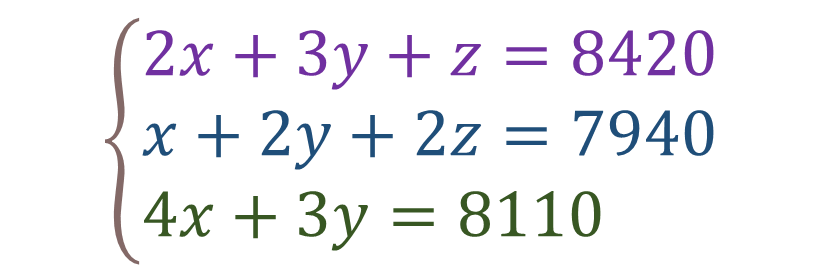 2x + 3y + z = 8420
x + 2y + 2z = 7940
4x + 3y = 8110